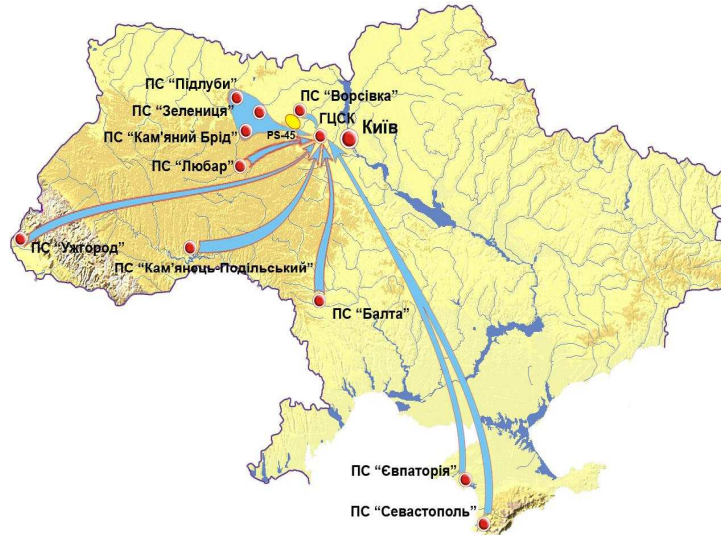 ПС “Підлуби”
ПС “Ворсівка”
ПС “Зелениця”
ГЦСК
Київ
ПС “Кам'яний Брід”
PS-45
ПС “Любар”
ПС “Ужгород”
ПС “Кам'янець-Подільський”
ПС “Балта”
ПС “Євпаторія”
ПС “Севастополь”